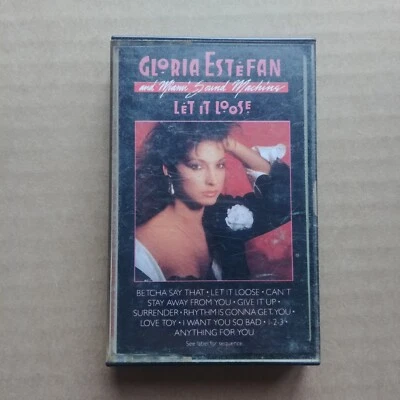 GLORIA ESTEFAN
and Miami Sound Machine
LET IT LOOSE
BETCHA SAY THAT • LET IT LOOSE • CAN'T
STAY AWAY FROM YOU • GIVE IT UP •
SURRENDER • RHYTHM IS GONNA GET YOU •
LOVE TOY • I WANT YOU SO BAD • 1-2-3 •
ANYTHING FOR YOU
See label for sequence